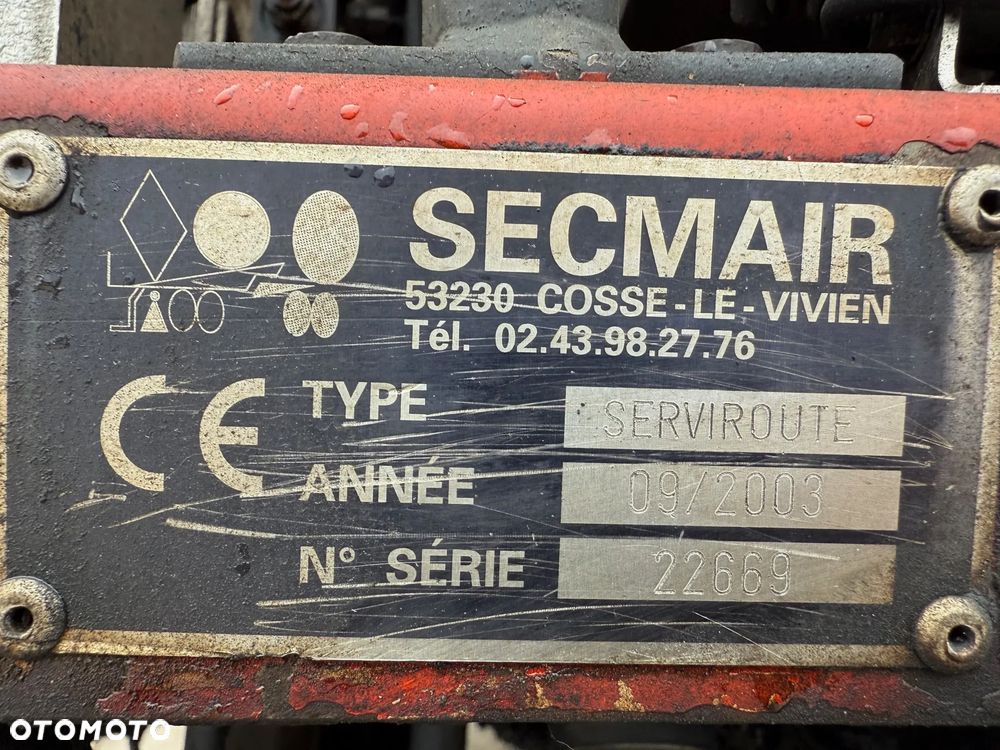 SECMAIR
53230 COSSE-LE-VIVIEN
Tél. 02.43.98.27.76
CE
TYPE SERVIROUTE
ANNÉE 09/2003
N° SÉRIE 22669
OTOMOTO